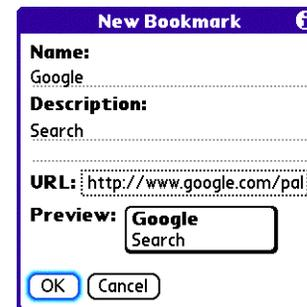 New Bookmark
Name:
Google
Description:
Search
URL: http://www.google.com/pal
Preview: Google
Search
OK Cancel